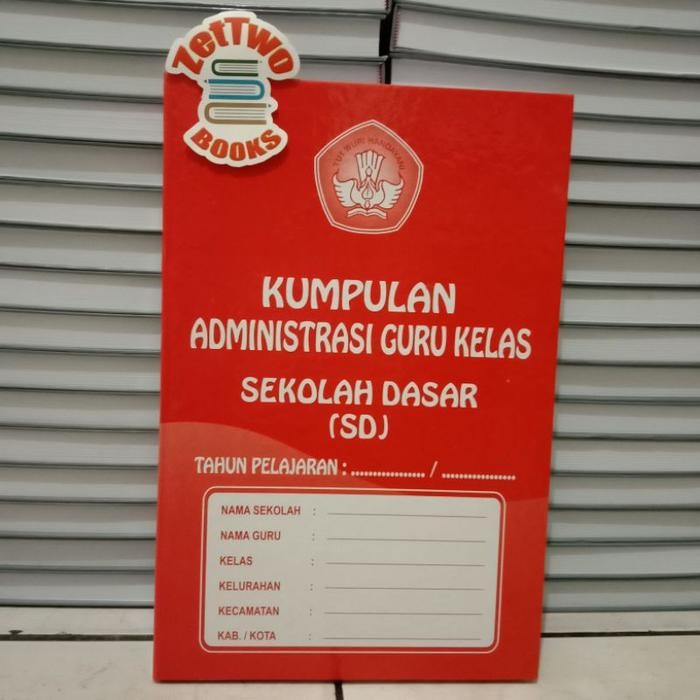 ZetTwo
BOOKS
TUT WURI HANDAYANI
KUMPULAN
ADMINISTRASI GURU KELAS
SEKOLAH DASAR
(SD)
TAHUN PELAJARAN : ................. / .................
NAMA SEKOLAH :
NAMA GURU :
KELAS :
KELURAHAN :
KECAMATAN :
KAB. / KOTA :